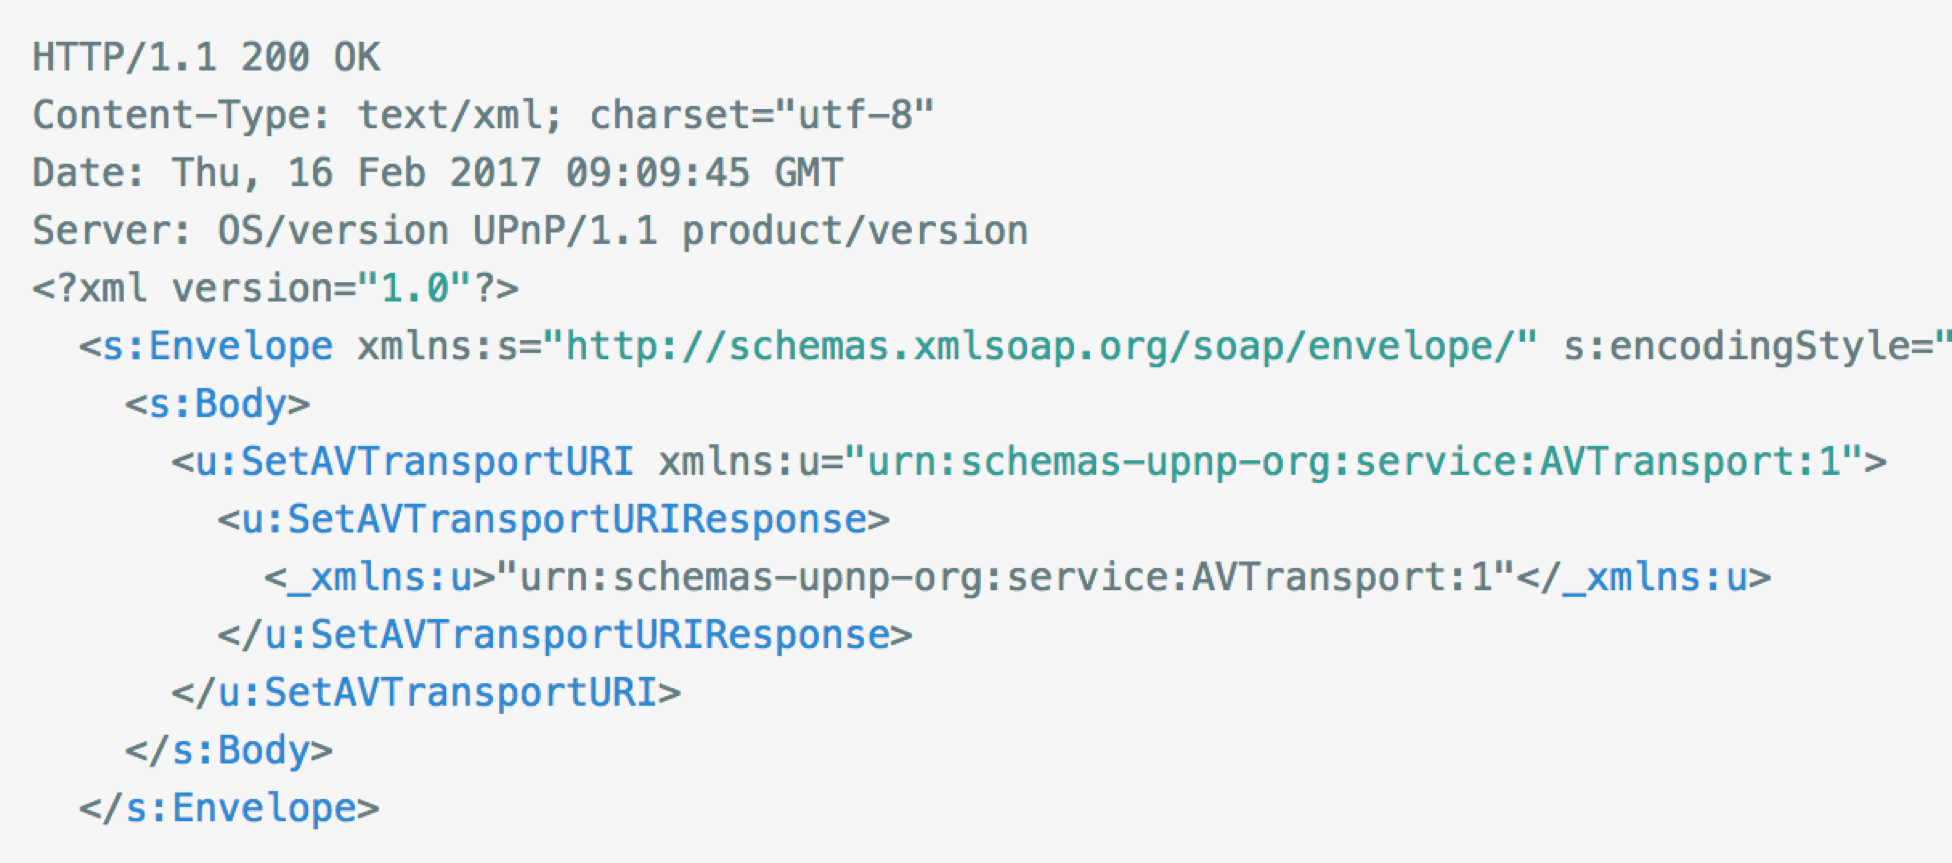 HTTP/1.1 200 OK
Content-Type: text/xml; charset="utf-8"
Date: Thu, 16 Feb 2017 09:09:45 GMT
Server: OS/version UPnP/1.1 product/version
<?xml version="1.0"?>
  <s:Envelope xmlns:s="http://schemas.xmlsoap.org/soap/envelope/" s:encodingStyle="
    <s:Body>
      <u:SetAVTransportURI xmlns:u="urn:schemas-upnp-org:service:AVTransport:1">
        <u:SetAVTransportURIResponse>
          <_xmlns:u>"urn:schemas-upnp-org:service:AVTransport:1"</_xmlns:u>
        </u:SetAVTransportURIResponse>
      </u:SetAVTransportURI>
    </s:Body>
  </s:Envelope>